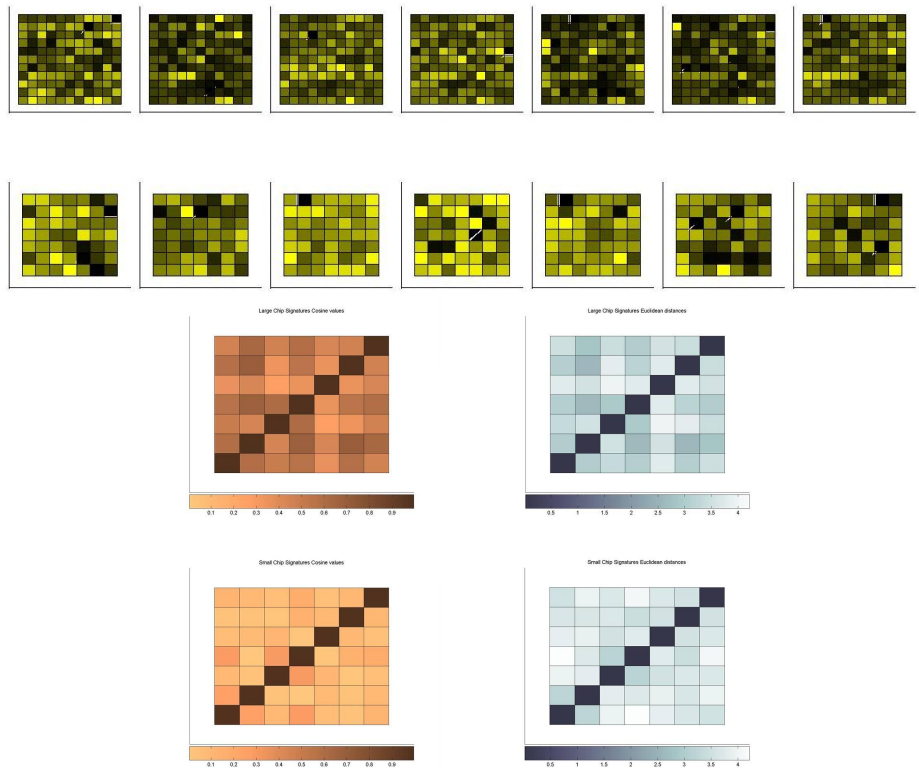 Large Chip Signatures Cosine values
Large Chip Signatures Euclidean distances
0.1 0.2 0.3 0.4 0.5 0.6 0.7 0.8 0.9
0.5 1 1.5 2 2.5 3 3.5 4
Small Chip Signatures Cosine values
Small Chip Signatures Euclidean distances
0.1 0.2 0.3 0.4 0.5 0.6 0.7 0.8 0.9
0.5 1 1.5 2 2.5 3 3.5 4